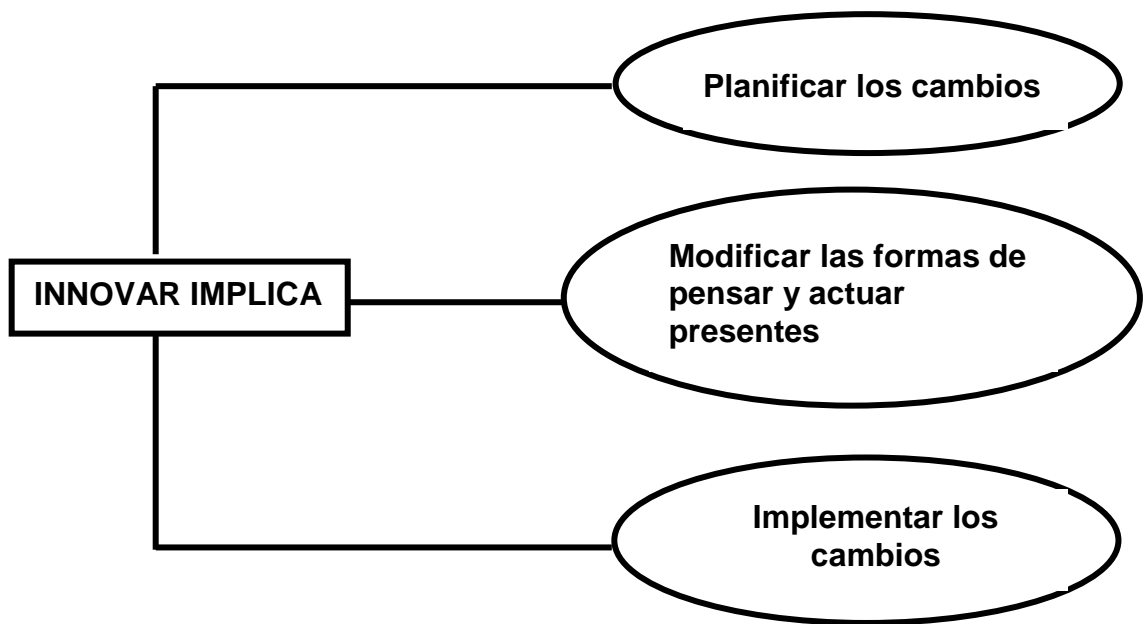 Planificar los cambios
INNOVAR IMPLICA
Modificar las formas de
pensar y actuar
presentes
Implementar los
cambios